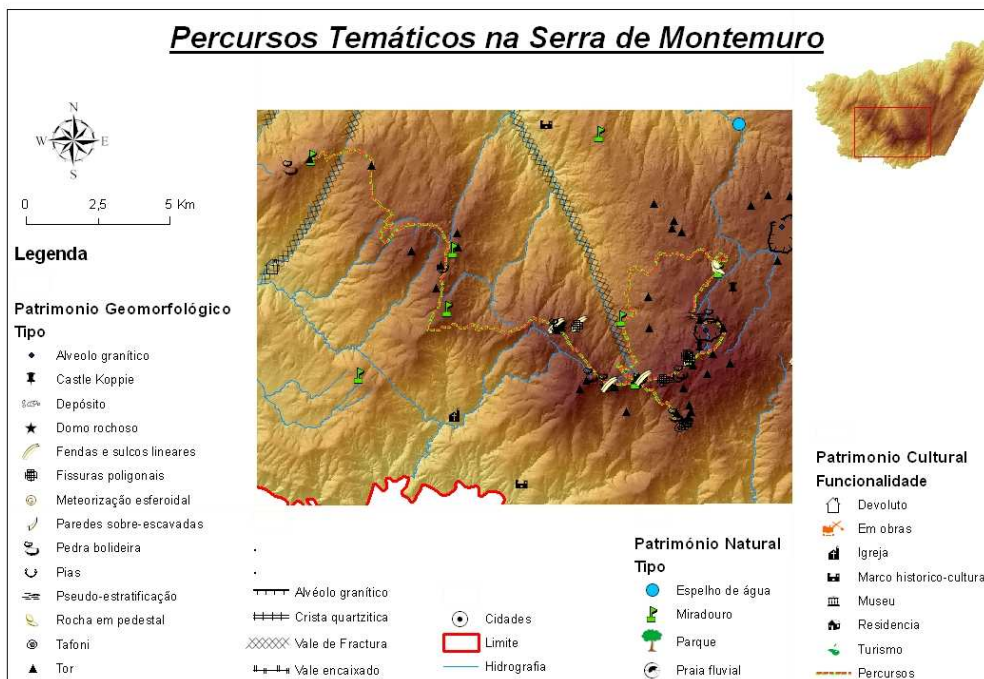 Percursos Temáticos na Serra de Montemuro
N
W E
S
0 2,5 5 Km
Legenda
Patrimonio Geomorfológico
Tipo
Alveolo granítico
Castle Koppie
Depósito
Domo rochoso
Fendas e sulcos lineares
Fissuras poligonais
Meteorização esferoidal
Paredes sobre-escavadas
Pedra bolideira
Pias
Pseudo-estratificação
Rocha em pedestal
Tafoni
Tor
Alvéolo granítico
Crista quartzitica
Vale de Fractura
Vale encaixado
Cidades
Limite
Hidrografia
Património Natural
Tipo
Espelho de água
Miradouro
Parque
Praia fluvial
Patrimonio Cultural
Funcionalidade
Devoluto
Em obras
Igreja
Marco historico-cultura
Museu
Residencia
Turismo
Percursos